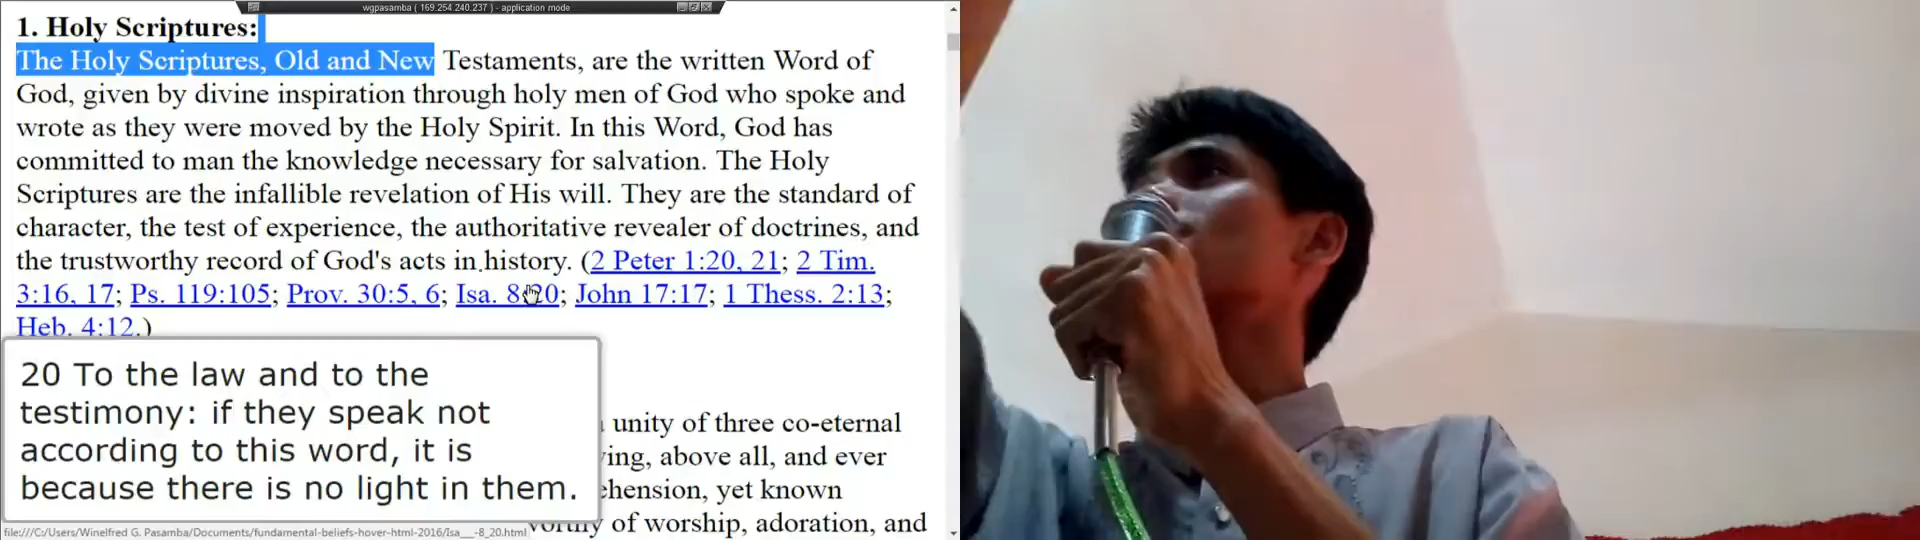 wgpasamba ( 169.254.240.237 ) - application mode
1. Holy Scriptures:
The Holy Scriptures, Old and New Testaments, are the written Word of
God, given by divine inspiration through holy men of God who spoke and
wrote as they were moved by the Holy Spirit. In this Word, God has
committed to man the knowledge necessary for salvation. The Holy
Scriptures are the infallible revelation of His will. They are the standard of
character, the test of experience, the authoritative revealer of doctrines, and
the trustworthy record of God's acts in history. (2 Peter 1:20, 21; 2 Tim.
3:16, 17; Ps. 119:105; Prov. 30:5, 6; Isa. 8:20; John 17:17; 1 Thess. 2:13;
Heb. 4:12.)
20 To the law and to the
testimony: if they speak not
according to this word, it is
because there is no light in them.
unity of three co-eternal
ving, above all, and ever
ehension, yet known
worthy of worship, adoration, and
file:///C:/Users/Winelfred G. Pasamba/Documents/fundamental-beliefs-hover-html-2016/Isa___-8_20.html